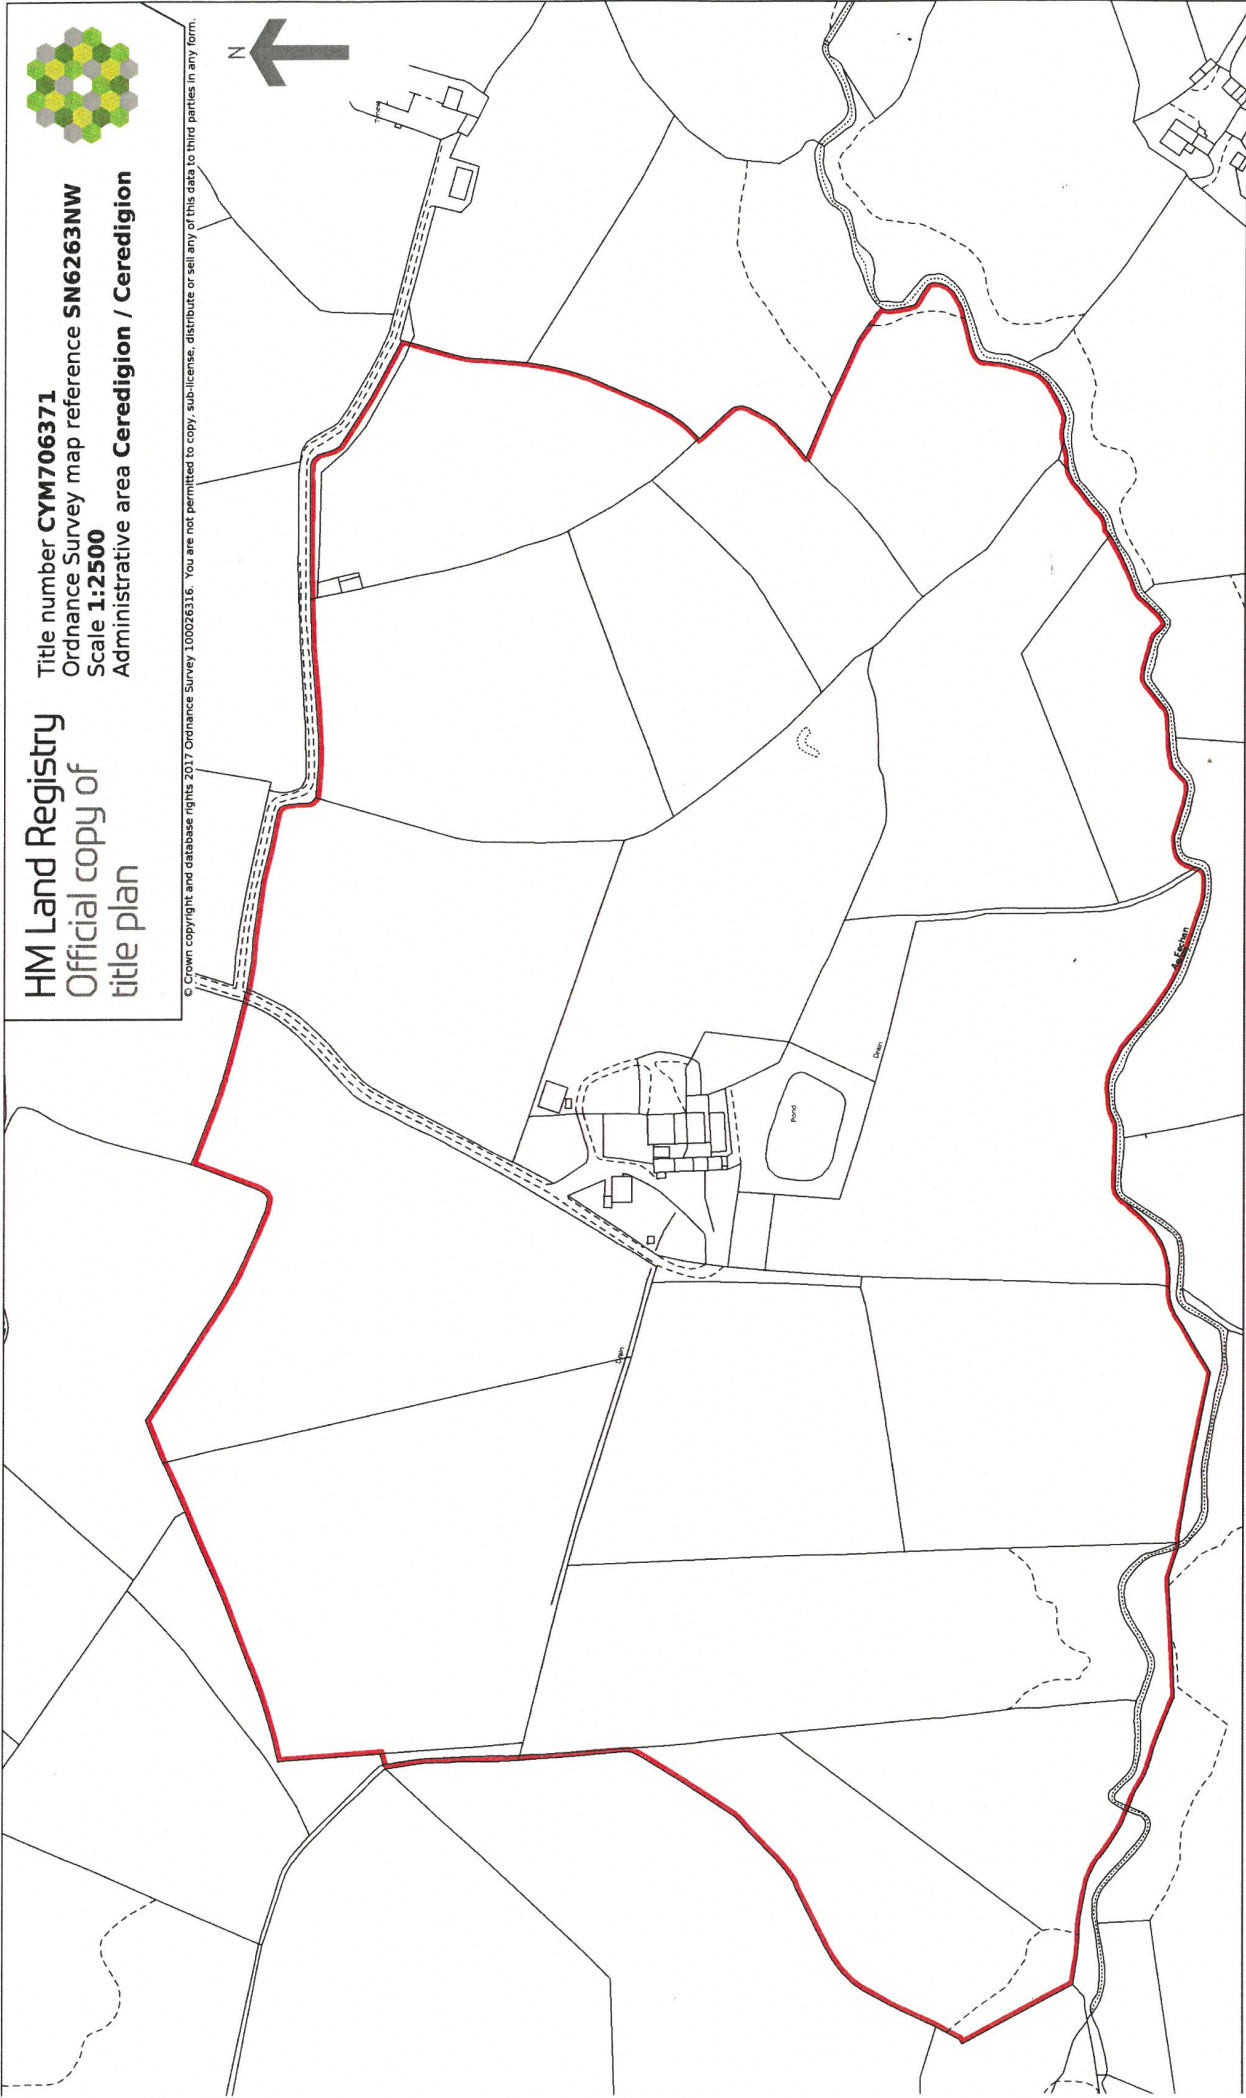 HM Land Registry
Official copy of
title plan
Title number CYM706371
Ordnance Survey map reference SN6263NW
Scale 1:2500
Administrative area Ceredigion / Ceredigion
© Crown copyright and database rights 2017 Ordnance Survey 100026316. You are not permitted to copy, sub-license, distribute or sell any of this data to third parties in any form.
N
Drain
Pond
Drain